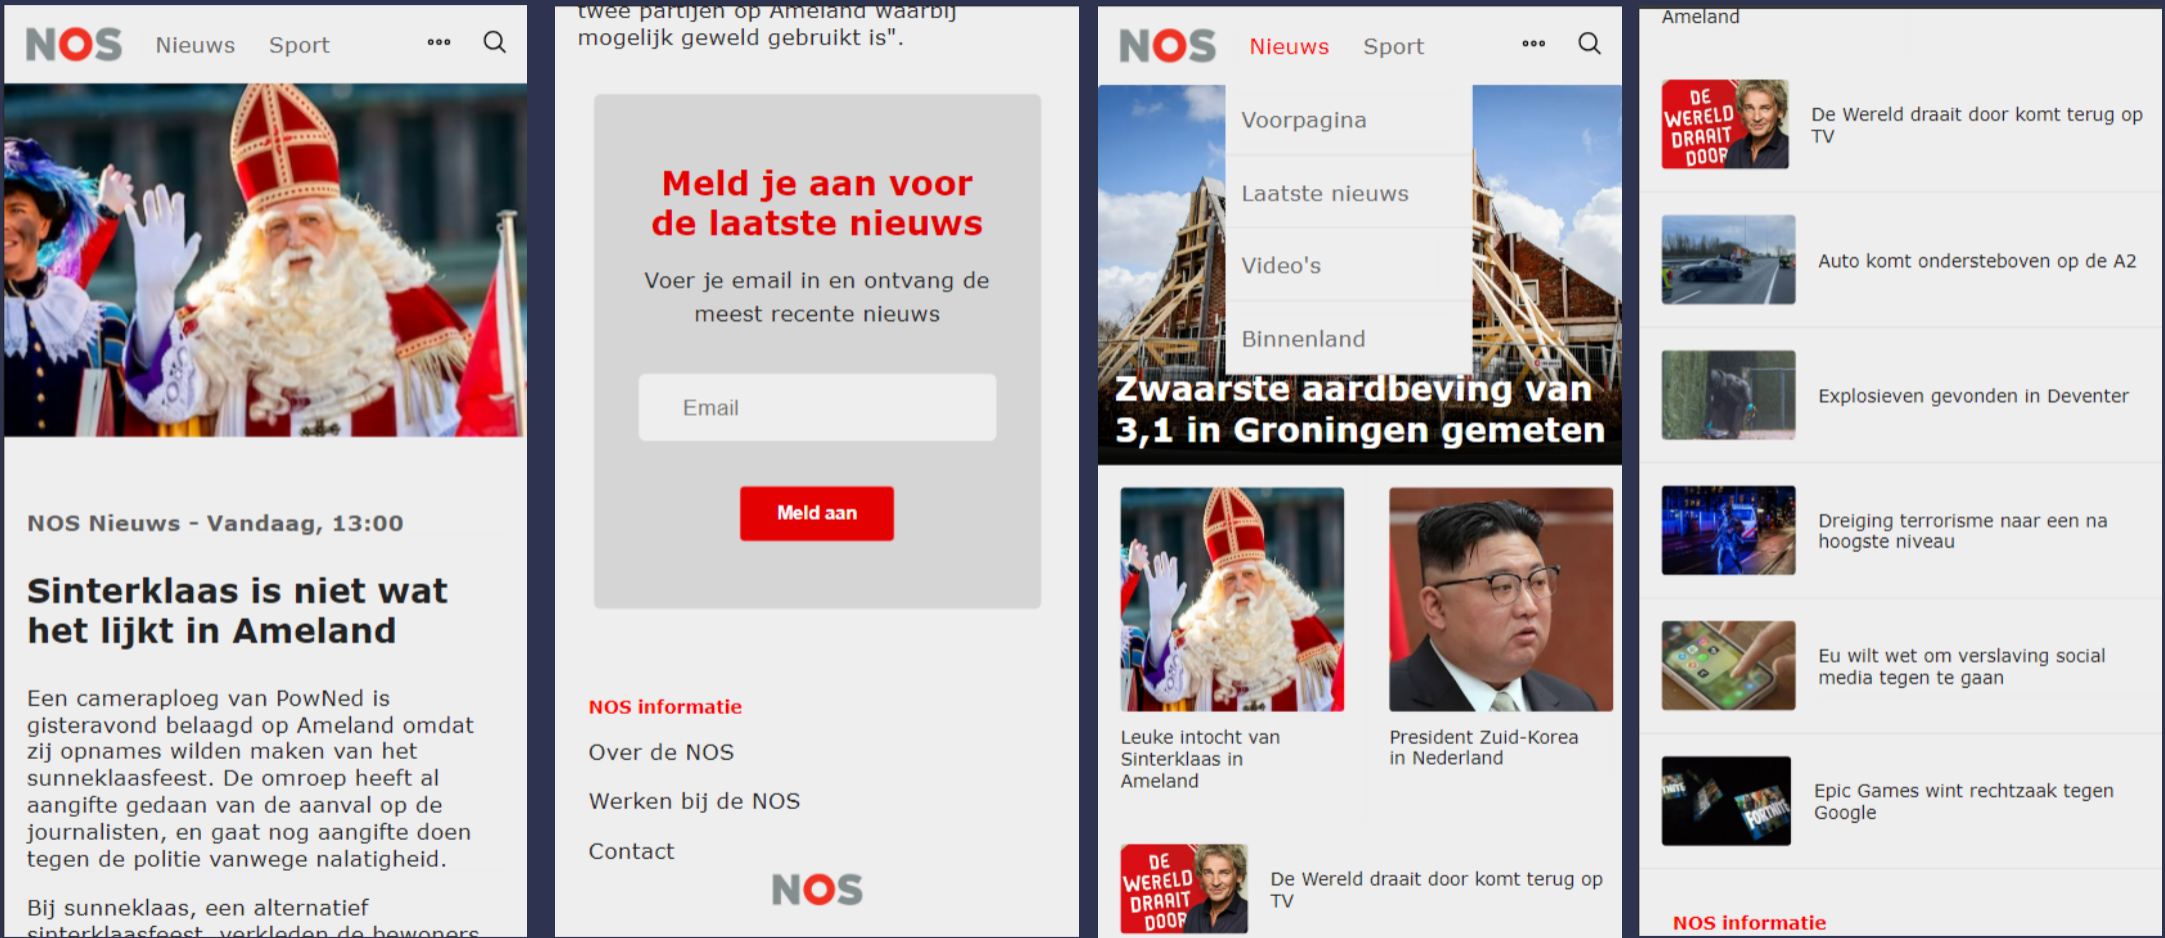 NOS Nieuws Sport
NOS Nieuws - Vandaag, 13:00
Sinterklaas is niet wat
het lijkt in Ameland
Een cameraploeg van PowNed is
gisteravond belaagd op Ameland omdat
zij opnames wilden maken van het
sunneklaasfeest. De omroep heeft al
aangifte gedaan van de aanval op de
journalisten, en gaat nog aangifte doen
tegen de politie vanwege nalatigheid.
Bij sunneklaas, een alternatief
sinterklaasfeest, verkleden de bewoners
twee partijen op Ameland waarbij
mogelijk geweld gebruikt is".
Meld je aan voor
de laatste nieuws
Voer je email in en ontvang de
meest recente nieuws
Email
Meld aan
NOS informatie
Over de NOS
Werken bij de NOS
Contact
NOS
NOS Nieuws Sport
Voorpagina
Laatste nieuws
Video's
Binnenland
Zwaarste aardbeving van
3,1 in Groningen gemeten
Leuke intocht van
Sinterklaas in
Ameland
President Zuid-Korea
in Nederland
DE
WERELD
DRAAIT
DOOR
De Wereld draait door komt terug op
TV
Ameland
DE
WERELD
DRAAIT
DOOR
De Wereld draait door komt terug op
TV
Auto komt ondersteboven op de A2
Explosieven gevonden in Deventer
Dreiging terrorisme naar een na
hoogste niveau
Eu wilt wet om verslaving social
media tegen te gaan
FORTNITE
Epic Games wint rechtzaak tegen
Google
NOS informatie